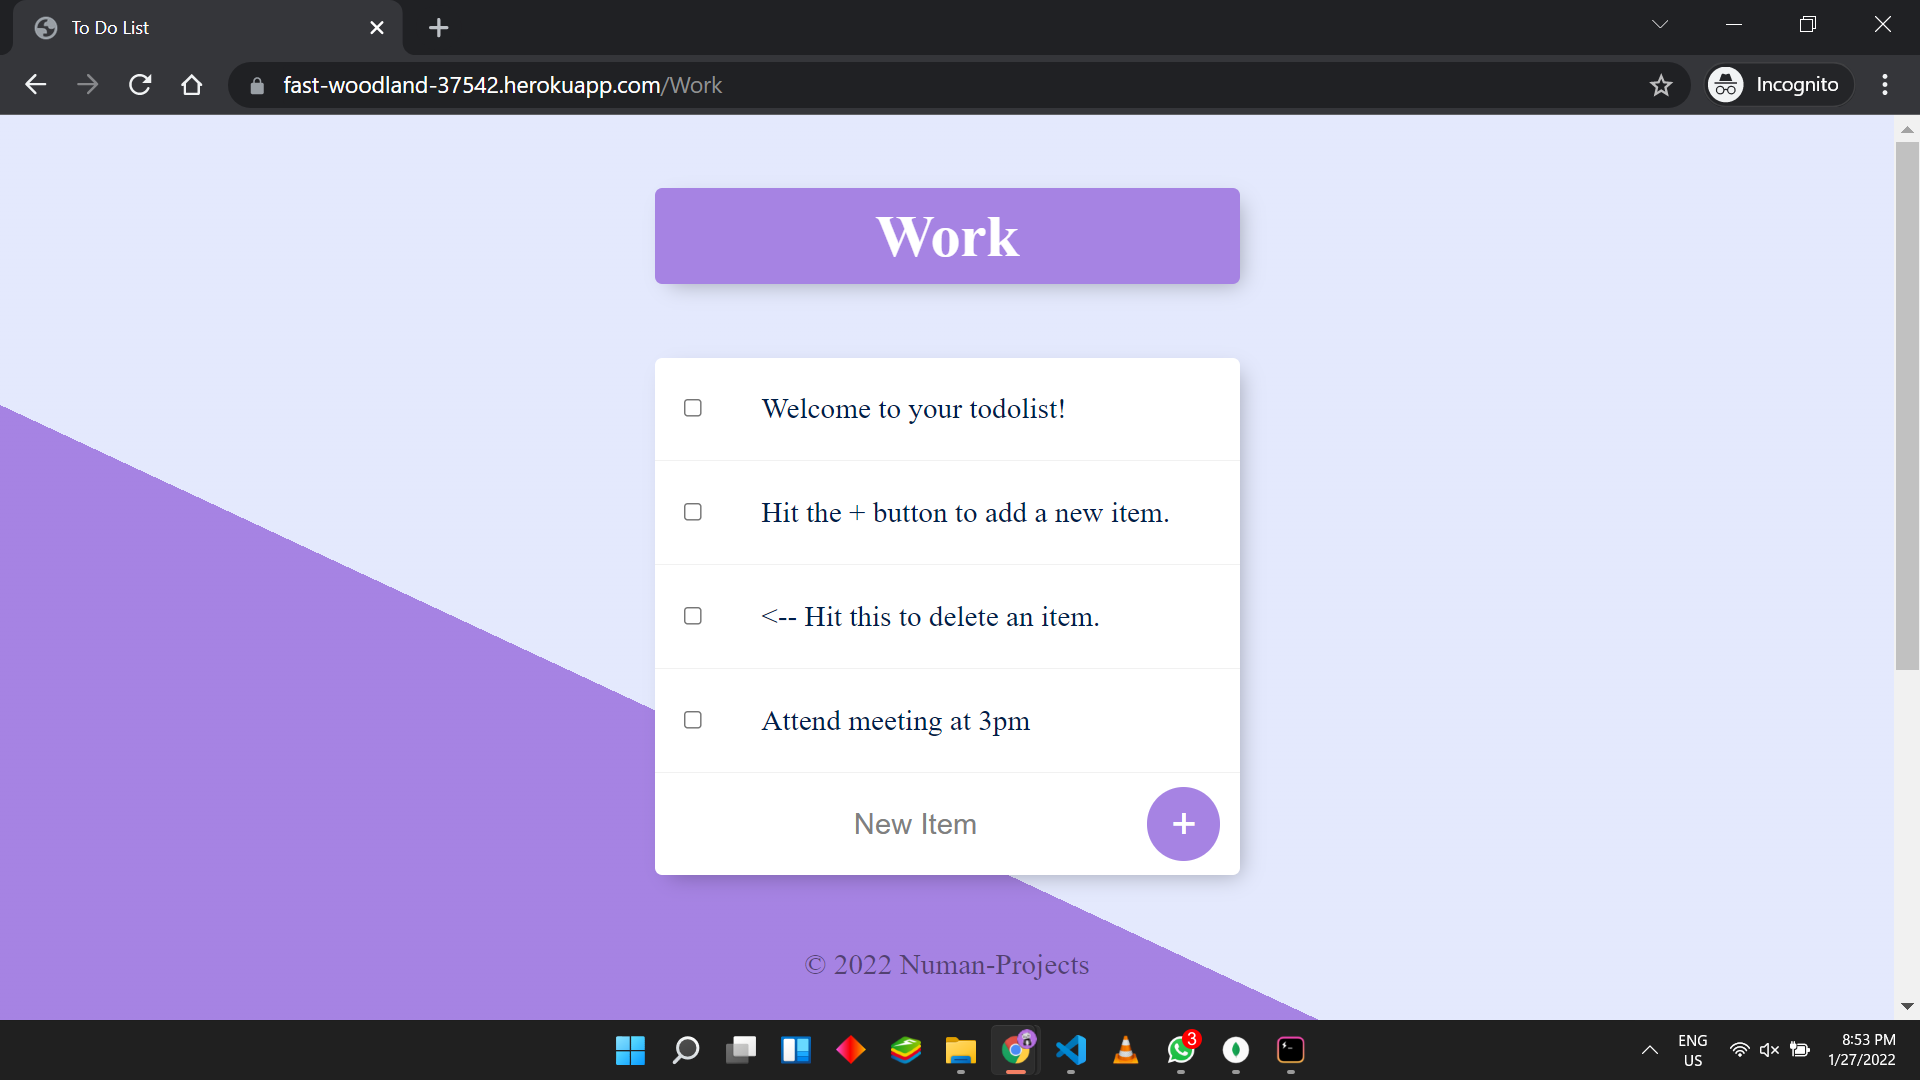 To Do List
fast-woodland-37542.herokuapp.com/Work
Incognito
Work
Welcome to your todolist!
Hit the + button to add a new item.
<-- Hit this to delete an item.
Attend meeting at 3pm
New Item
+
© 2022 Numan-Projects
3
ENG
US
8:53 PM
1/27/2022